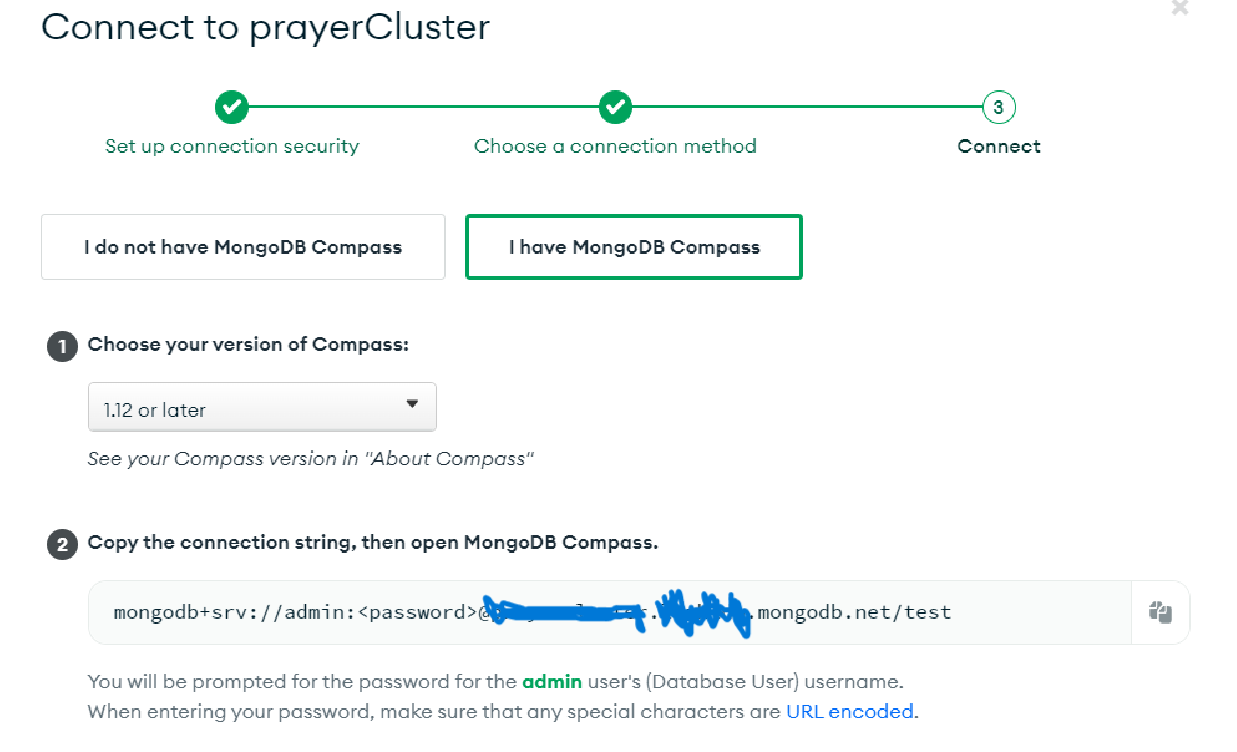 Connect to prayerCluster
Set up connection security
Choose a connection method
3
Connect
I do not have MongoDB Compass
I have MongoDB Compass
1 Choose your version of Compass:
1.12 or later
See your Compass version in "About Compass"
2 Copy the connection string, then open MongoDB Compass.
mongodb+srv://admin:<password>@ .mongodb.net/test
You will be prompted for the password for the admin user's (Database User) username.
When entering your password, make sure that any special characters are URL encoded.